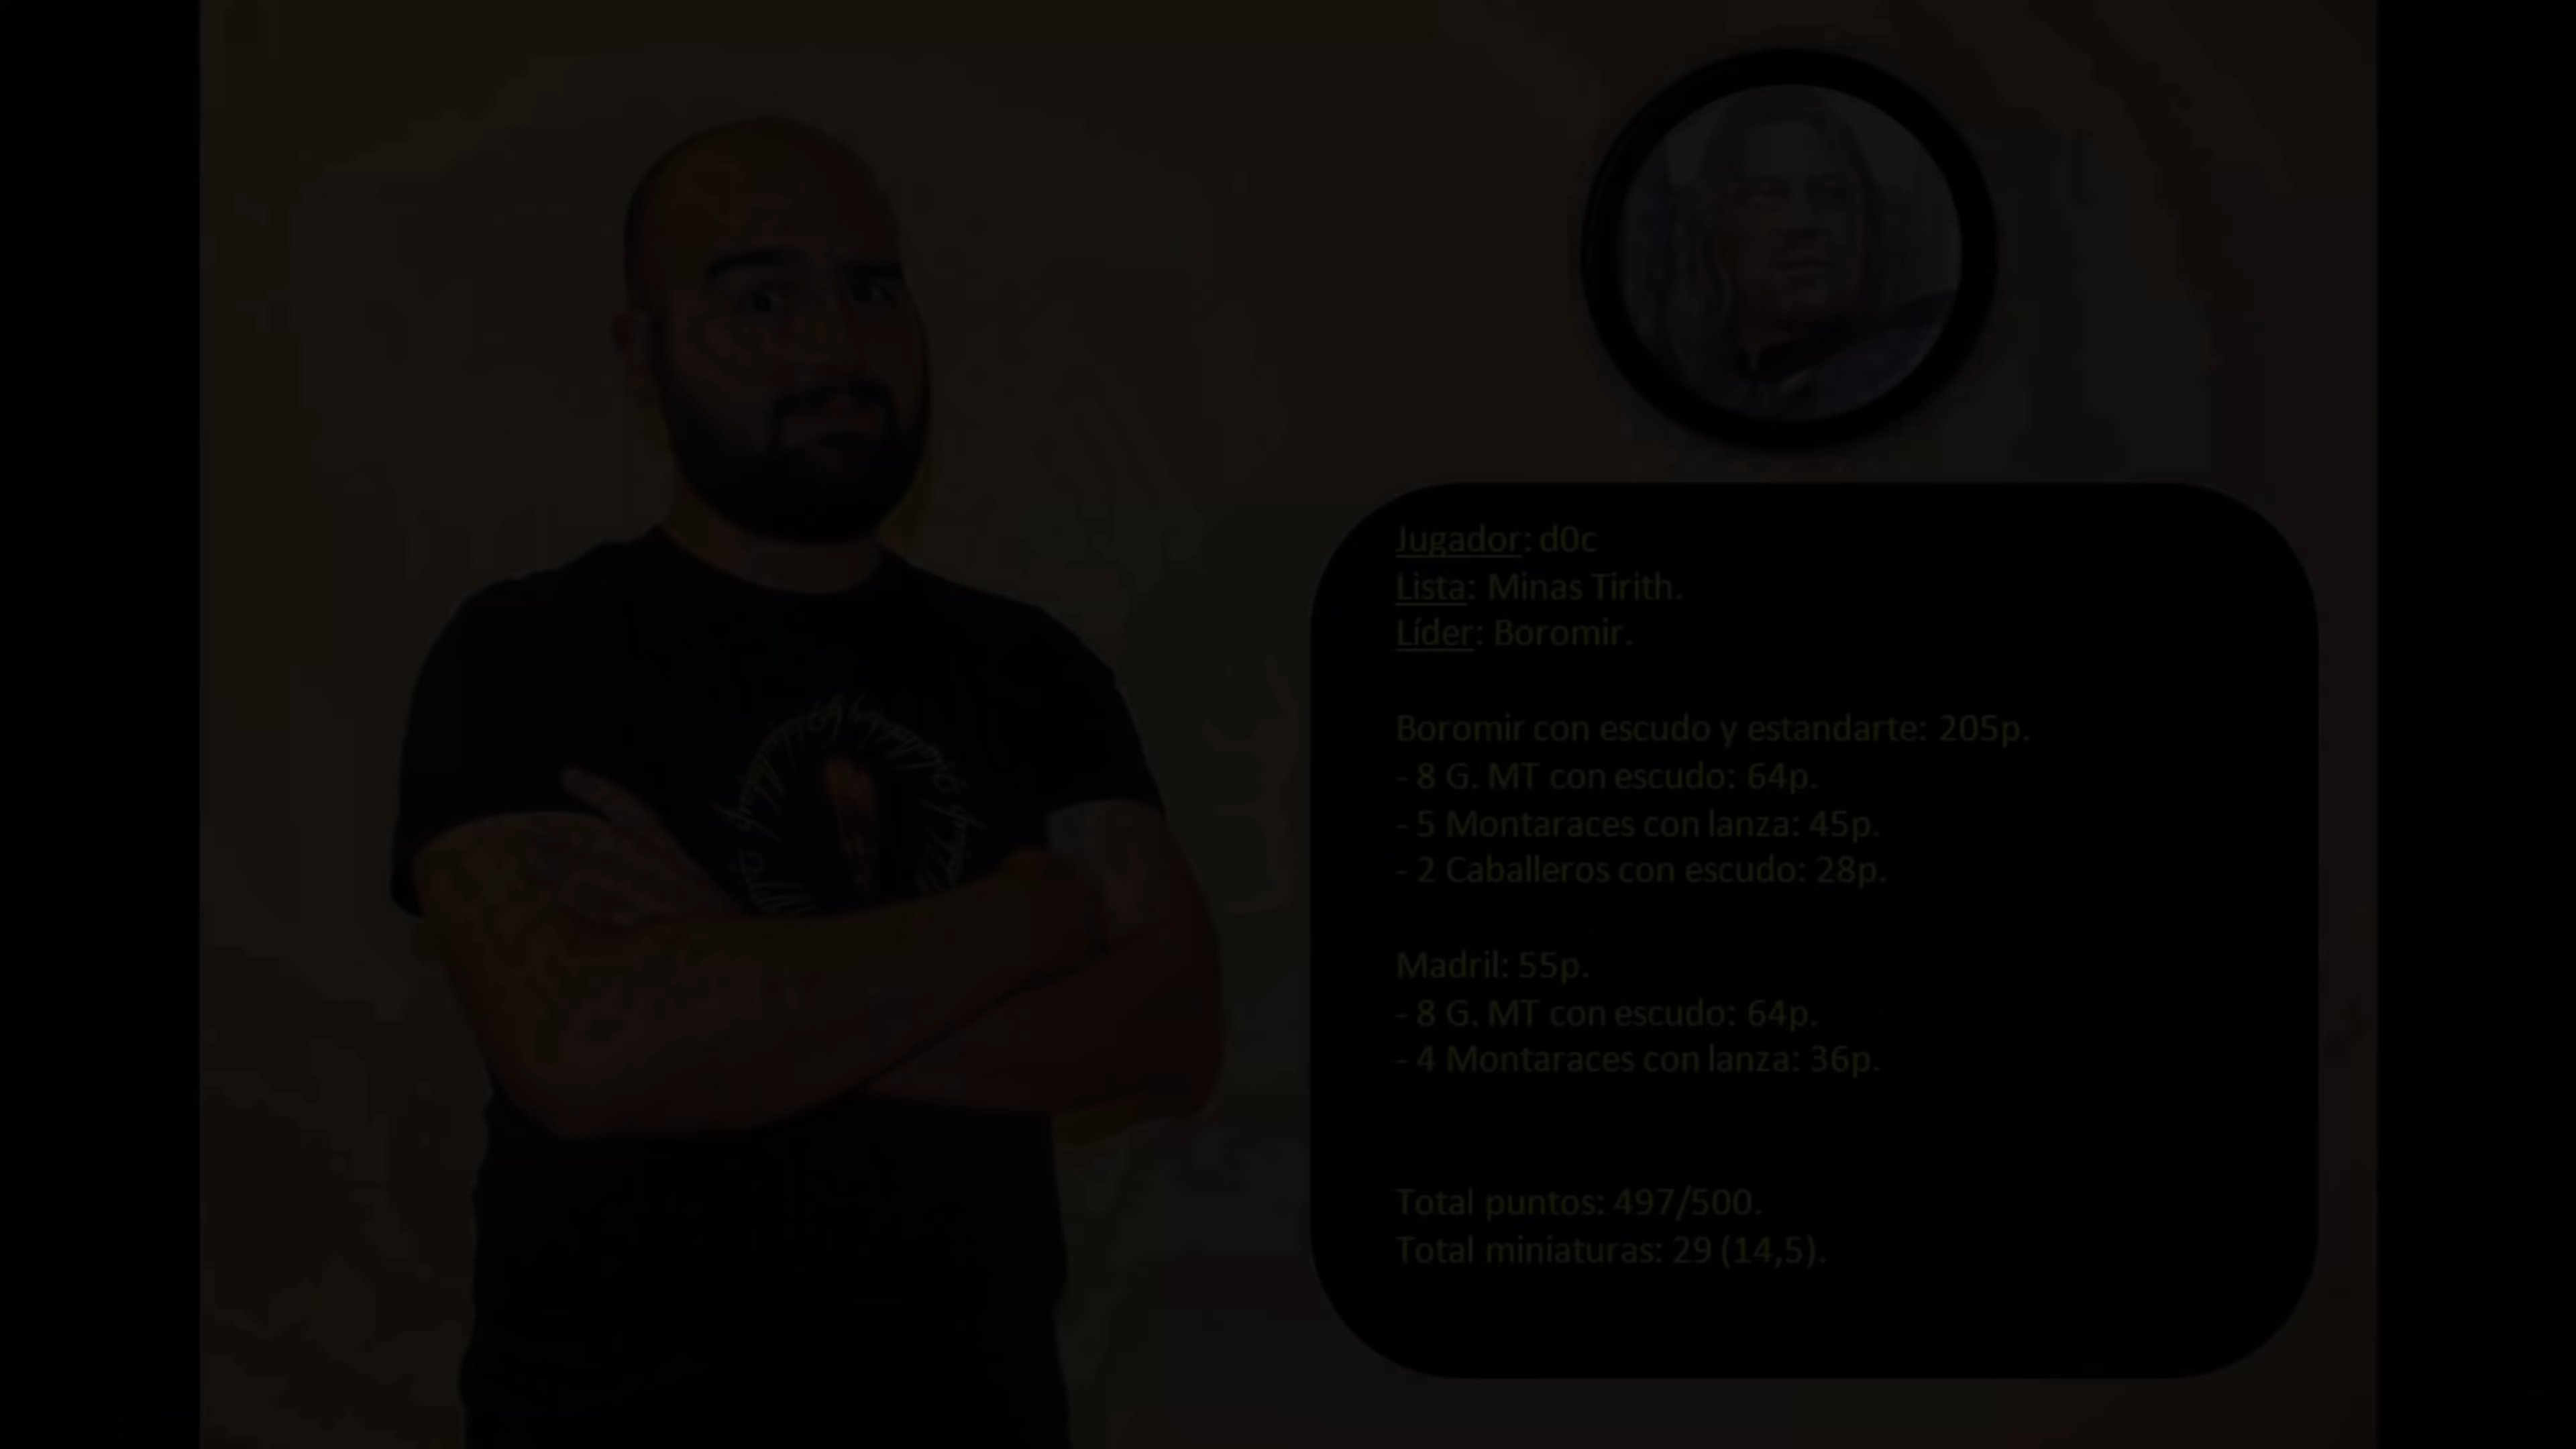 Jugador: d0c
Lista: Minas Tirith.
Líder: Boromir.
Boromir con escudo y estandarte: 205p.
- 8 G. MT con escudo: 64p.
- 5 Montaraces con lanza: 45p.
- 2 Caballeros con escudo: 28p.
Madril: 55p.
- 8 G. MT con escudo: 64p.
- 4 Montaraces con lanza: 36p.
Total puntos: 497/500.
Total miniaturas: 29 (14,5).